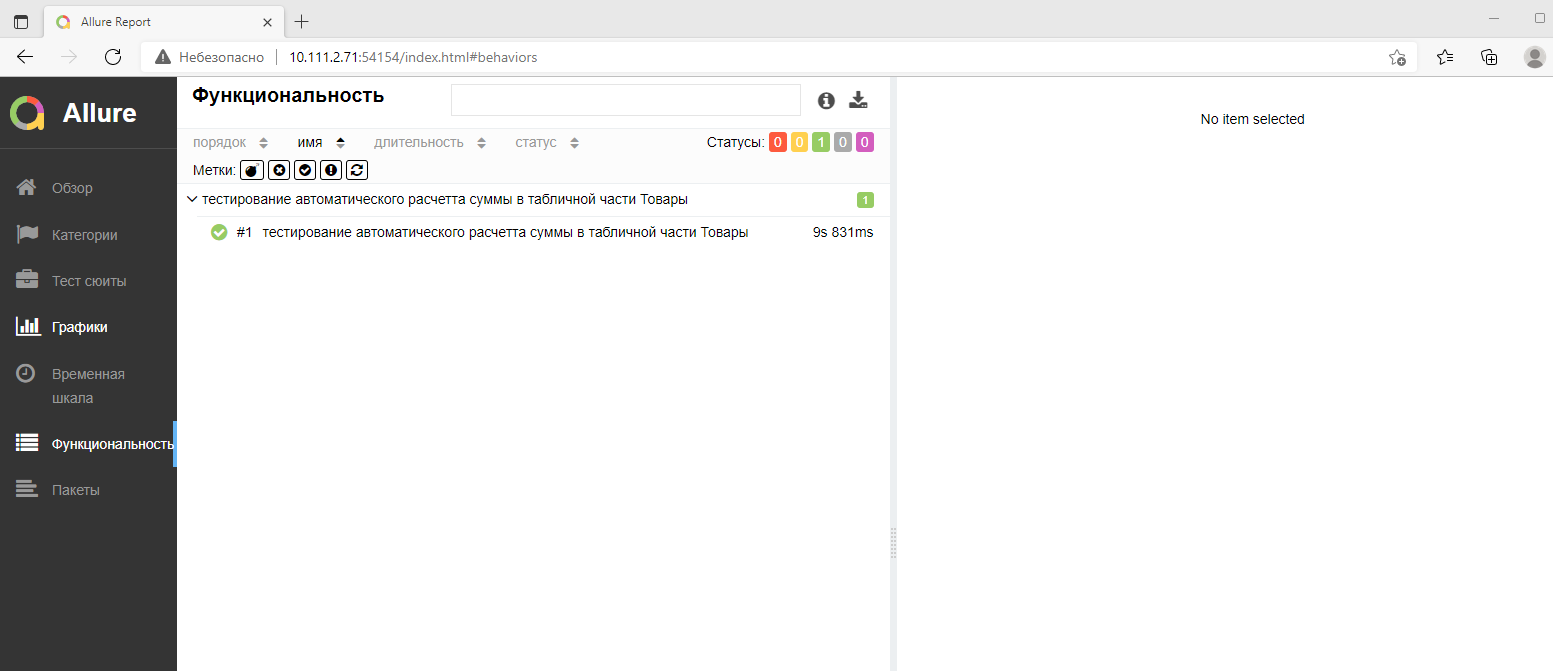 Allure Report
Небезопасно
10.111.2.71:54154/index.html#behaviors
Allure
Обзор
Категории
Тест сюиты
Графики
Временная
шкала
Функциональность
Пакеты
Функциональность
порядок имя длительность статус Статусы: 0 0 1 0 0
Метки:
тестирование автоматического расчетта суммы в табличной части Товары 1
#1 тестирование автоматического расчетта суммы в табличной части Товары 9s 831ms
No item selected